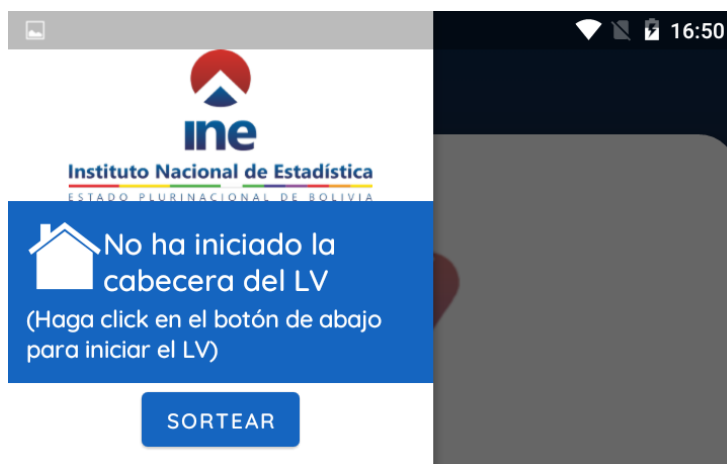 16:50
ine
Instituto Nacional de Estadística
ESTADO PLURINACIONAL DE BOLIVIA
No ha iniciado la
cabecera del LV
(Haga click en el botón de abajo
para iniciar el LV)
SORTEAR